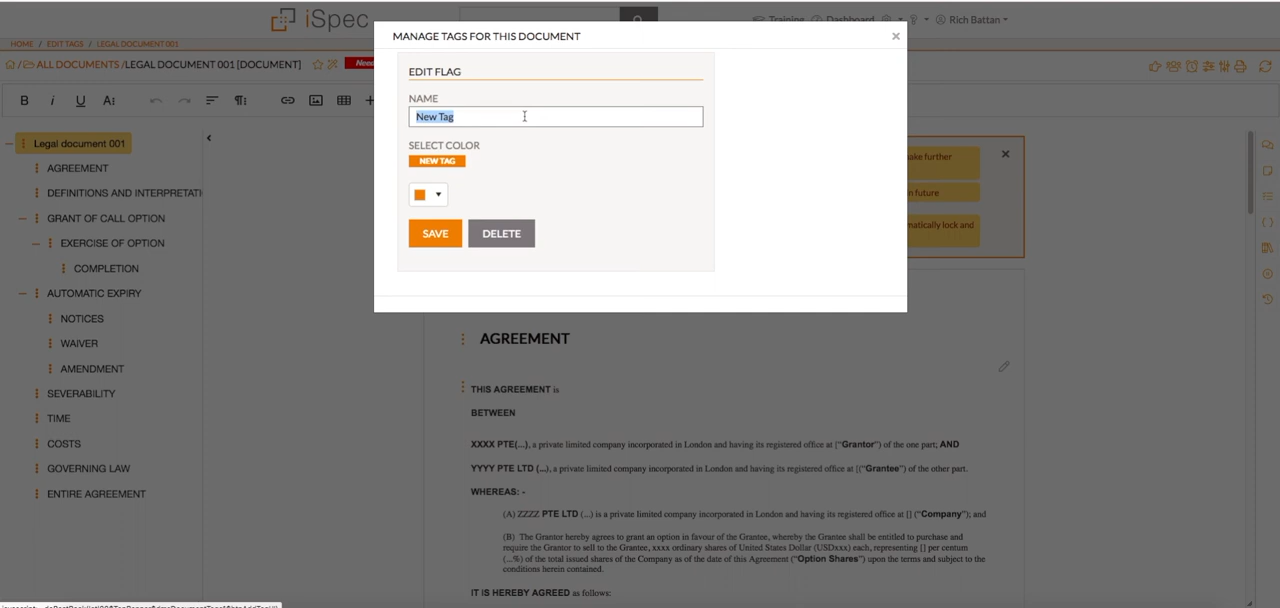 iSpec
Training Dashboard Rich Battan
HOME / EDIT TAGS / LEGAL DOCUMENT 001
/ ALL DOCUMENTS /LEGAL DOCUMENT 001 [DOCUMENT]
MANAGE TAGS FOR THIS DOCUMENT
×
EDIT FLAG
NAME
New Tag
SELECT COLOR
NEW TAG
SAVE DELETE
B i U
Legal document 001
AGREEMENT
DEFINITIONS AND INTERPRETATI
GRANT OF CALL OPTION
EXERCISE OF OPTION
COMPLETION
AUTOMATIC EXPIRY
NOTICES
WAIVER
AMENDMENT
SEVERABILITY
TIME
COSTS
GOVERNING LAW
ENTIRE AGREEMENT
ake further
n future
matically lock and
AGREEMENT
THIS AGREEMENT is
BETWEEN
XXXX PTE(...), a private limited company incorporated in London and having its registered office at [("Grantor") of the one part; AND
YYYY PTE LTD (...), a private limited company incorporated in London and having its registered office at [("Grantee") of the other part.
WHEREAS: -
(A) ZZZZ PTE LTD (...) is a private limited company incorporated in London and having its registered office at [] ("Company"); and
(B) The Grantor hereby agrees to grant an option in favour of the Grantee, whereby the Grantee shall be entitled to purchase and
require the Grantor to sell to the Grantee, xxxx ordinary shares of United States Dollar (USDxxx) each, representing [] per centum
(...%) of the total issued shares of the Company as of the date of this Agreement ("Option Shares") upon the terms and subject to the
conditions herein contained.
IT IS HEREBY AGREED as follows: